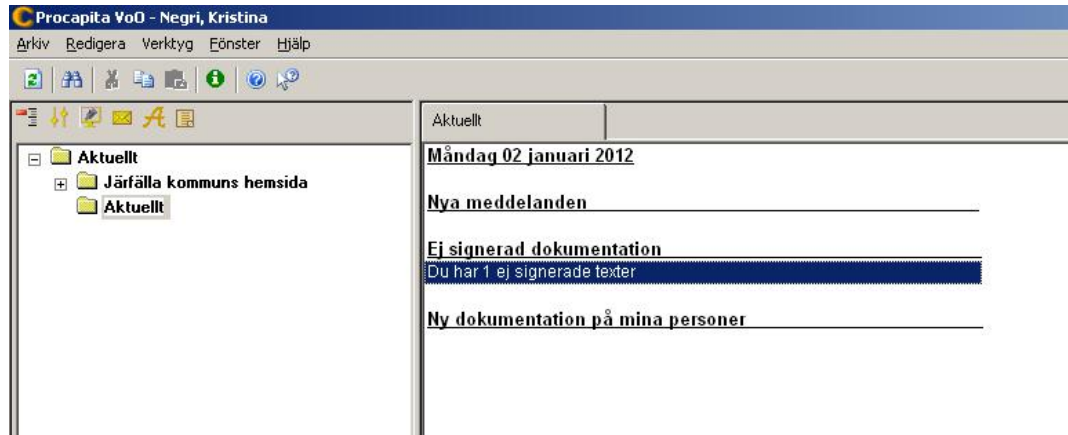 Procapita VoO - Negri, Kristina
Arkiv Redigera Verktyg Fönster Hjälp
Aktuellt
Aktuellt
Järfälla kommuns hemsida
Aktuellt
Måndag 02 januari 2012
Nya meddelanden
Ej signerad dokumentation
Du har 1 ej signerade texter
Ny dokumentation på mina personer